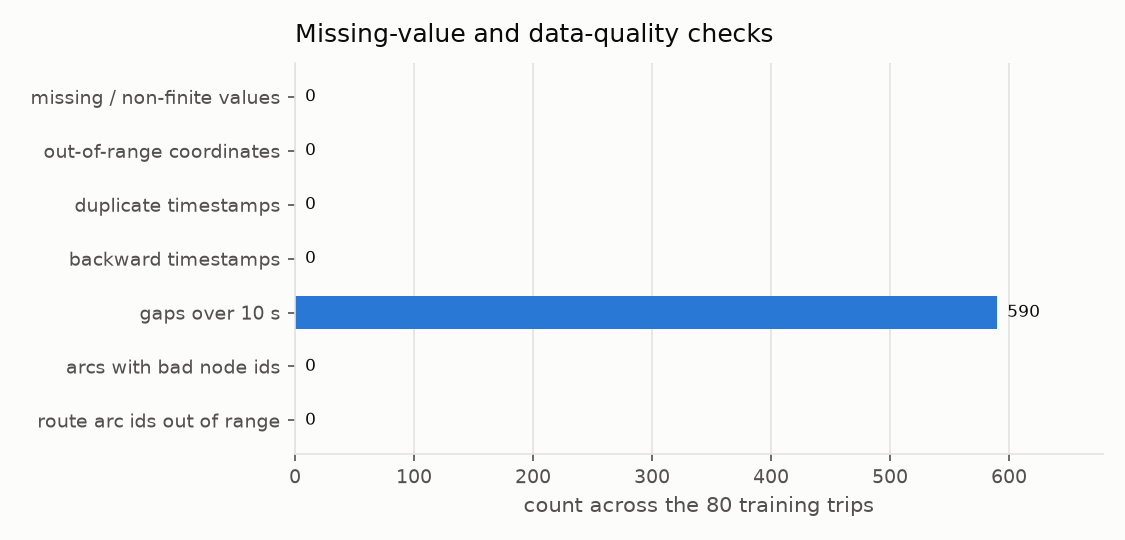 Missing-value and data-quality checks
missing / non-finite values 0
out-of-range coordinates 0
duplicate timestamps 0
backward timestamps 0
gaps over 10 s 590
arcs with bad node ids 0
route arc ids out of range 0
0 100 200 300 400 500 600
count across the 80 training trips